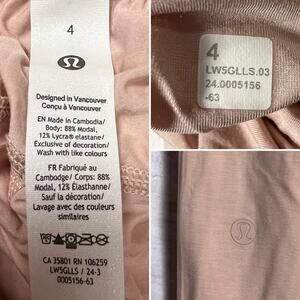 4
Designed in Vancouver
Conçu à Vancouver
EN Made in Cambodia/
Body: 88% Modal,
12% Lycra® elastane/
Exclusive of decoration/
Wash with like colours
FR Fabriqué au
Cambodge/ Corps: 88%
Modal, 12% Élasthanne/
Sauf la décoration/
Lavage avec des couleurs
similaires
CA 35801 RN 106259
LW5GLLS / 24-3
0005156-63
4
LW5GLLS.03
24.0005156
-63